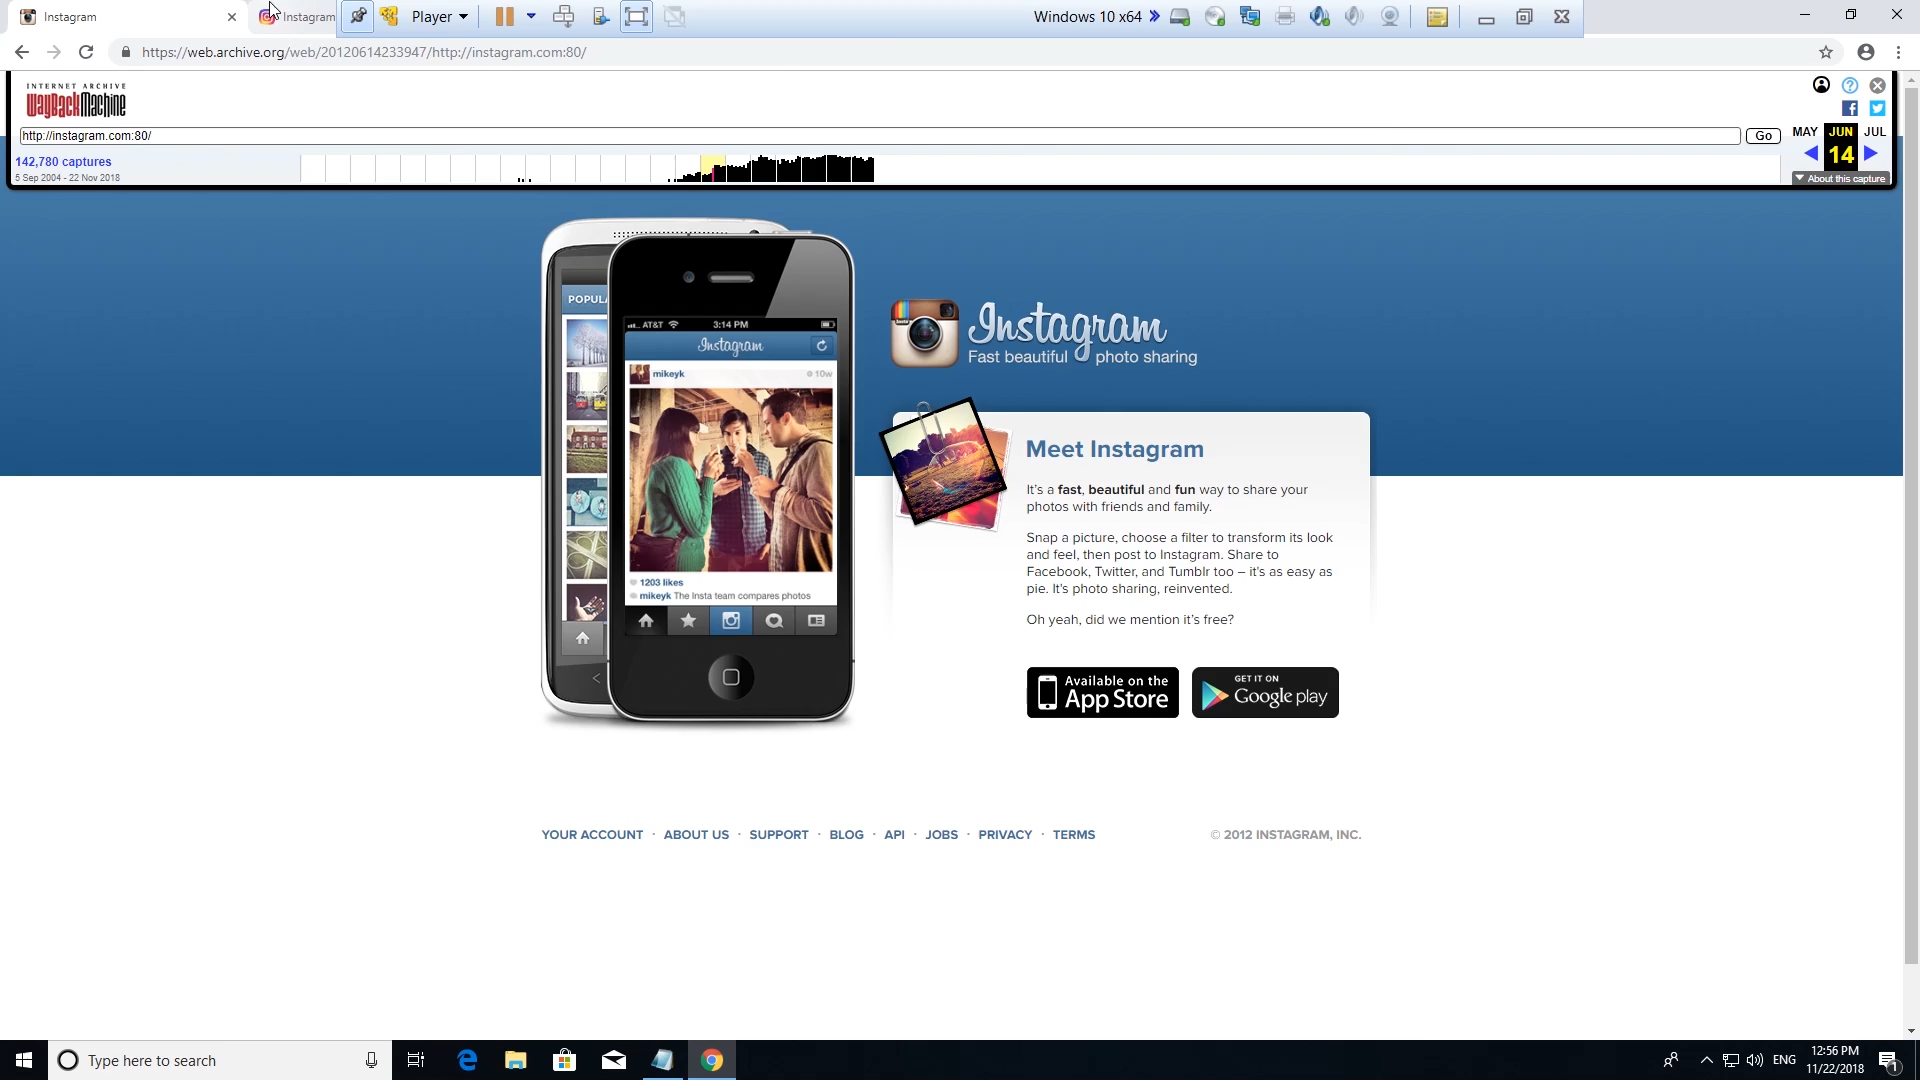 Instagram
Instagram
Player
Windows 10 x64
https://web.archive.org/web/20120614233947/http://instagram.com:80/
INTERNET ARCHIVE
WayBackMachine
http://instagram.com:80/
Go
MAY JUN JUL
142,780 captures
14
5 Sep 2004 - 22 Nov 2018
About this capture
POPULA
AT&T 3:14 PM
Instagram
mikeyk 10w
1203 likes
mikeyk The Insta team compares photos
Insta
Instagram
Fast beautiful photo sharing
Meet Instagram
It's a fast, beautiful and fun way to share your
photos with friends and family.
Snap a picture, choose a filter to transform its look
and feel, then post to Instagram. Share to
Facebook, Twitter, and Tumblr too – it's as easy as
pie. It's photo sharing, reinvented.
Oh yeah, did we mention it's free?
Available on the
App Store
GET IT ON
Google play
YOUR ACCOUNT · ABOUT US · SUPPORT · BLOG · API · JOBS · PRIVACY · TERMS
© 2012 INSTAGRAM, INC.
Type here to search
ENG
12:56 PM
11/22/2018
1